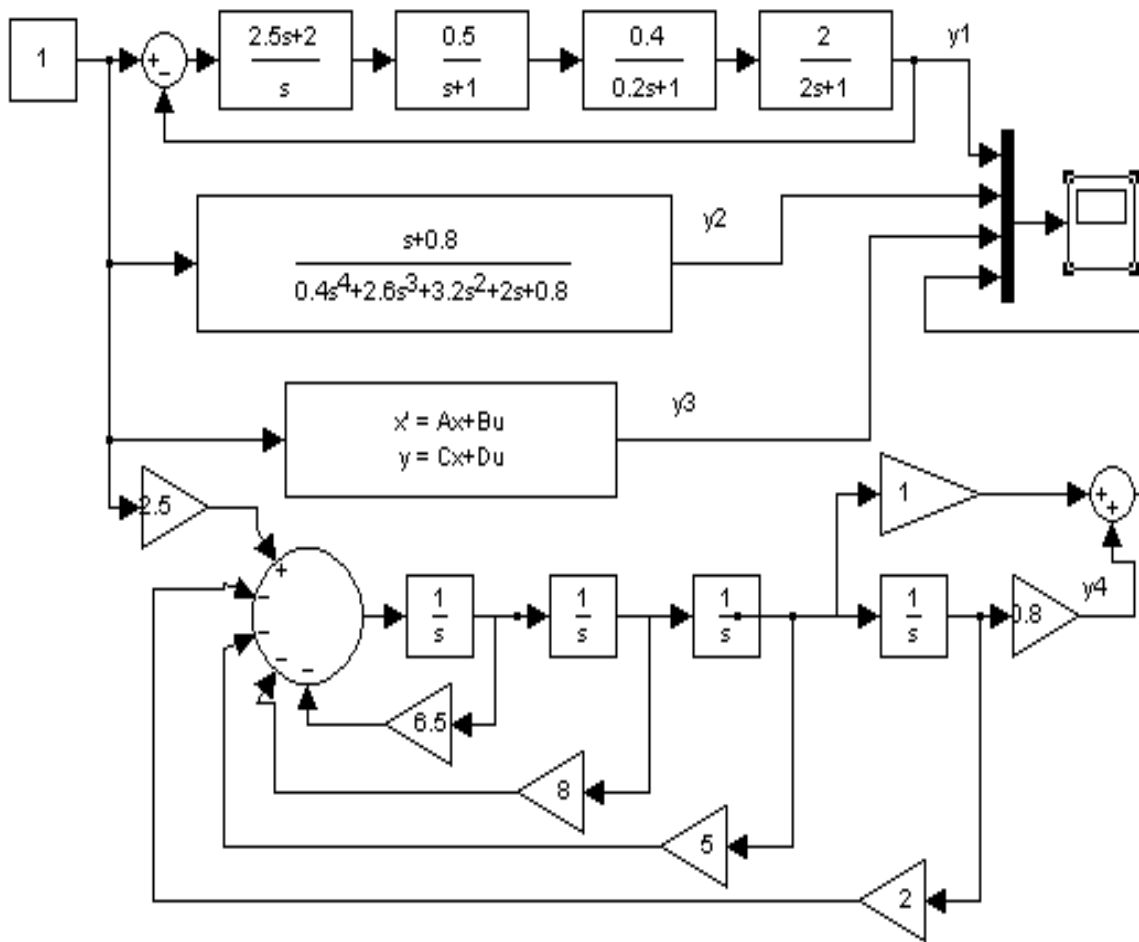 1
+
−
2.5s+2
s
0.5
s+1
0.4
0.2s+1
2
2s+1
y1
s+0.8
0.4s⁴+2.6s³+3.2s²+2s+0.8
y2
x' = Ax+Bu
y = Cx+Du
y3
2.5
1
+
+
+
−
−
−
−
1
s
1
s
1
s
1
s
0.8
y4
6.5
8
5
2